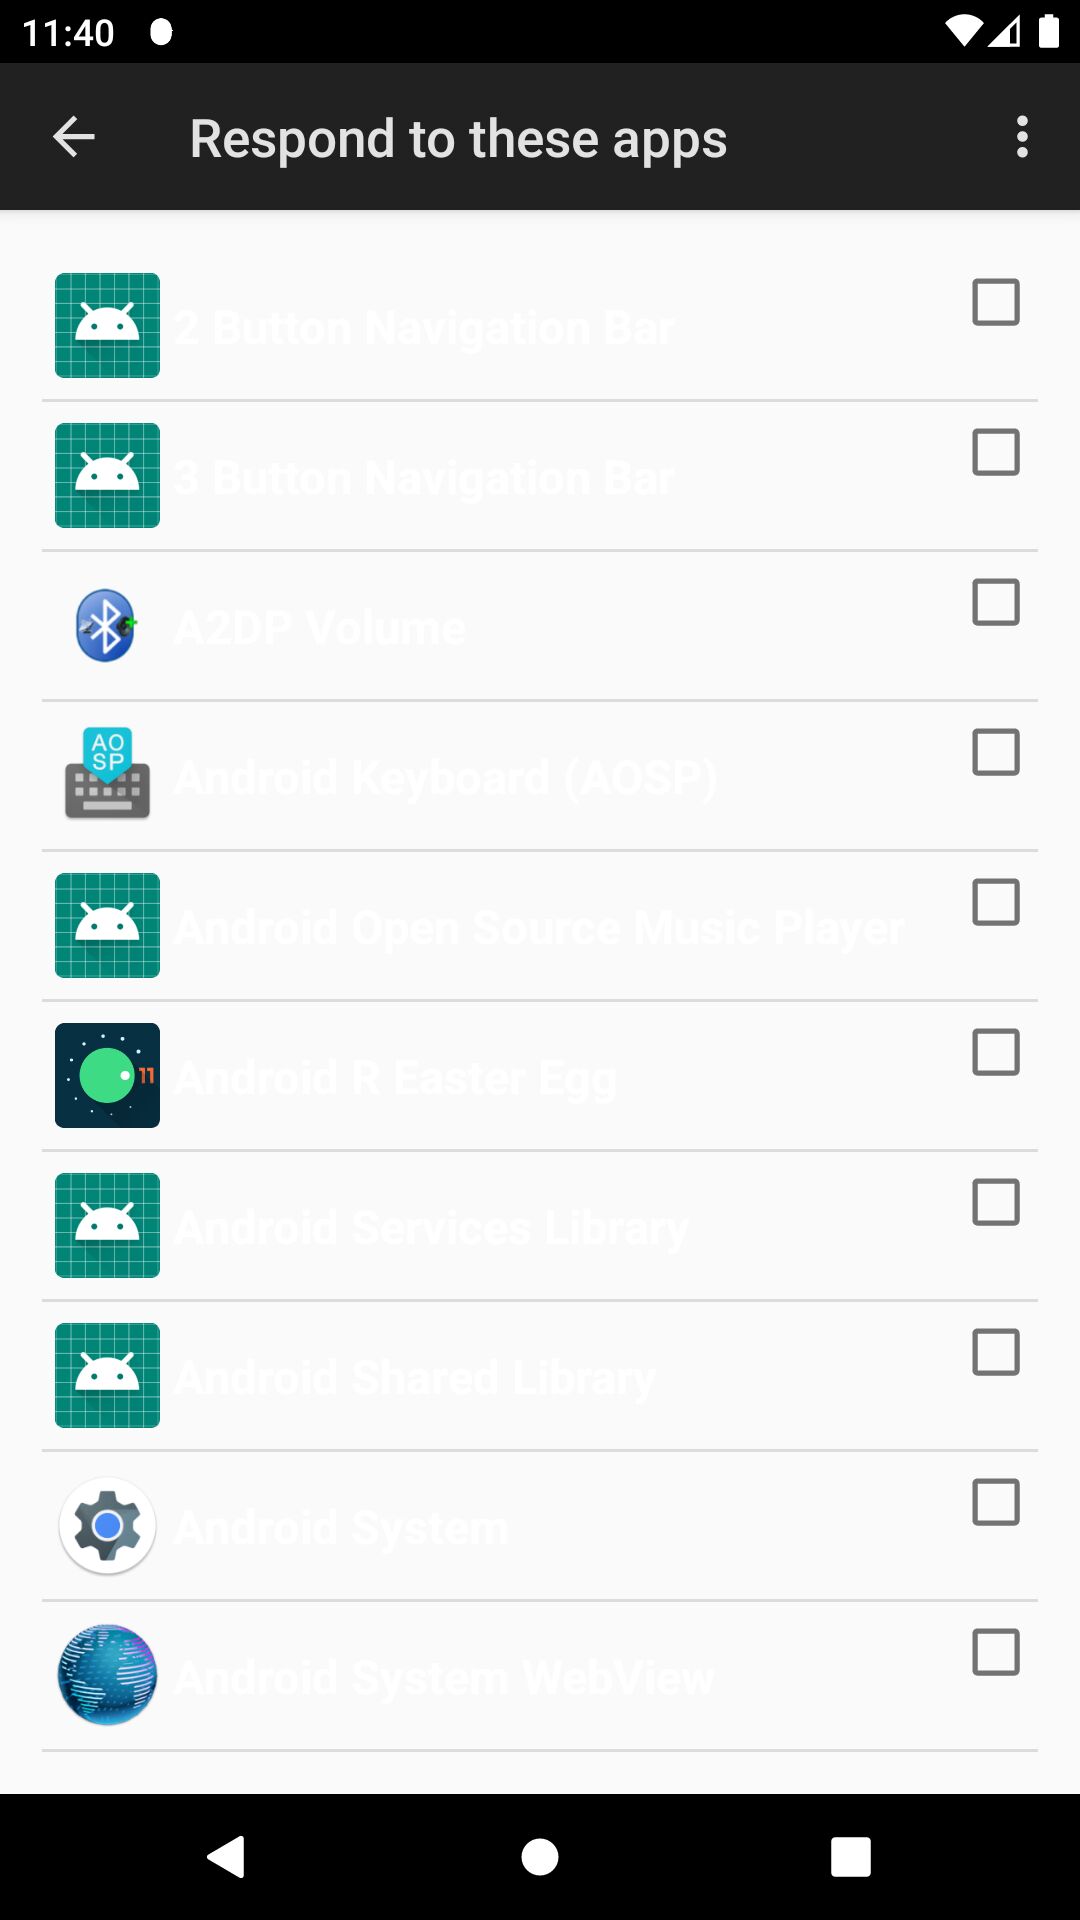 11:40
Respond to these apps
2 Button Navigation Bar
3 Button Navigation Bar
A2DP Volume
AO
SP
Android Keyboard (AOSP)
Android Open Source Music Player
11
Android R Easter Egg
Android Services Library
Android Shared Library
Android System
Android System WebView